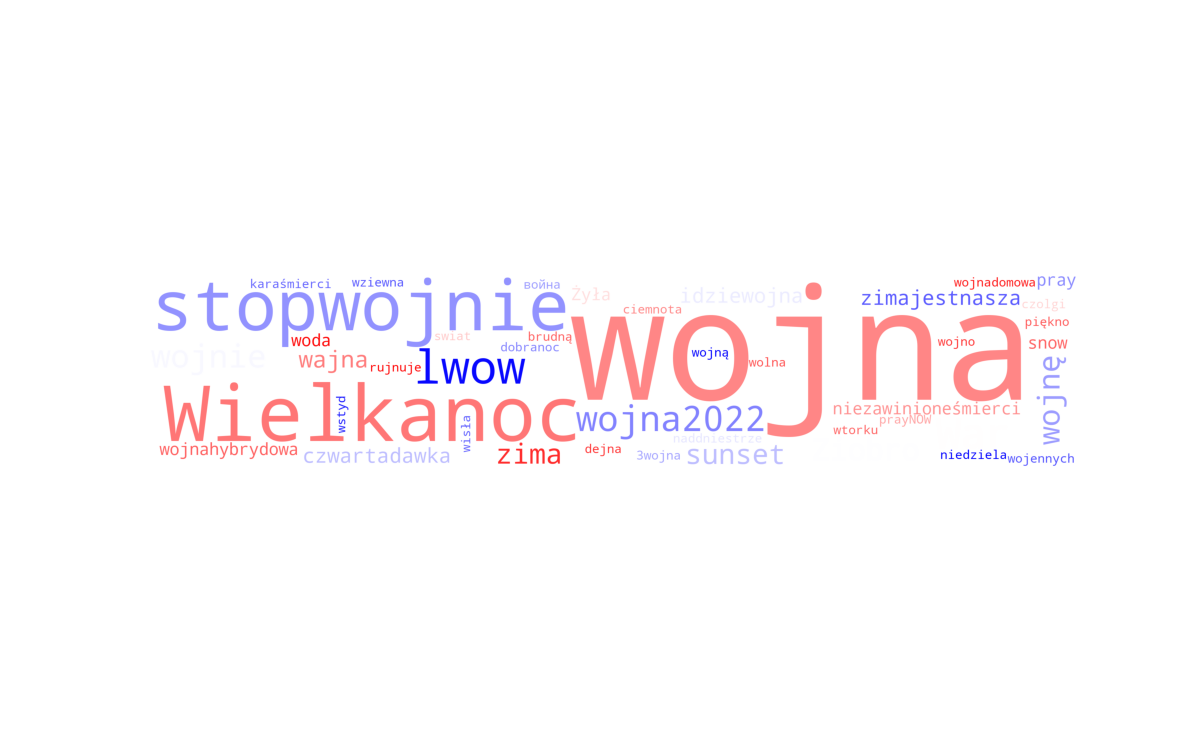 stopwojnie
karaśmierci
wziewna
война
Żyła
idziewojna
wojna
zimajestnasza
wojnadomowa
pray
czolgi
ciemnota
piękno
woda
swiat
brudną
dobranoc
wojnie
wajna
rujnuje
lwow
wojną
wolna
wojno
snow
wojnę
Wielkanoc
wstyd
wisła
wojna2022
niezawinioneśmierci
prayNOW
wtorku
wojnahybrydowa
czwartadawka
zima
dejna
3wojna
naddniestrze
sunset
niedziela
wojennych